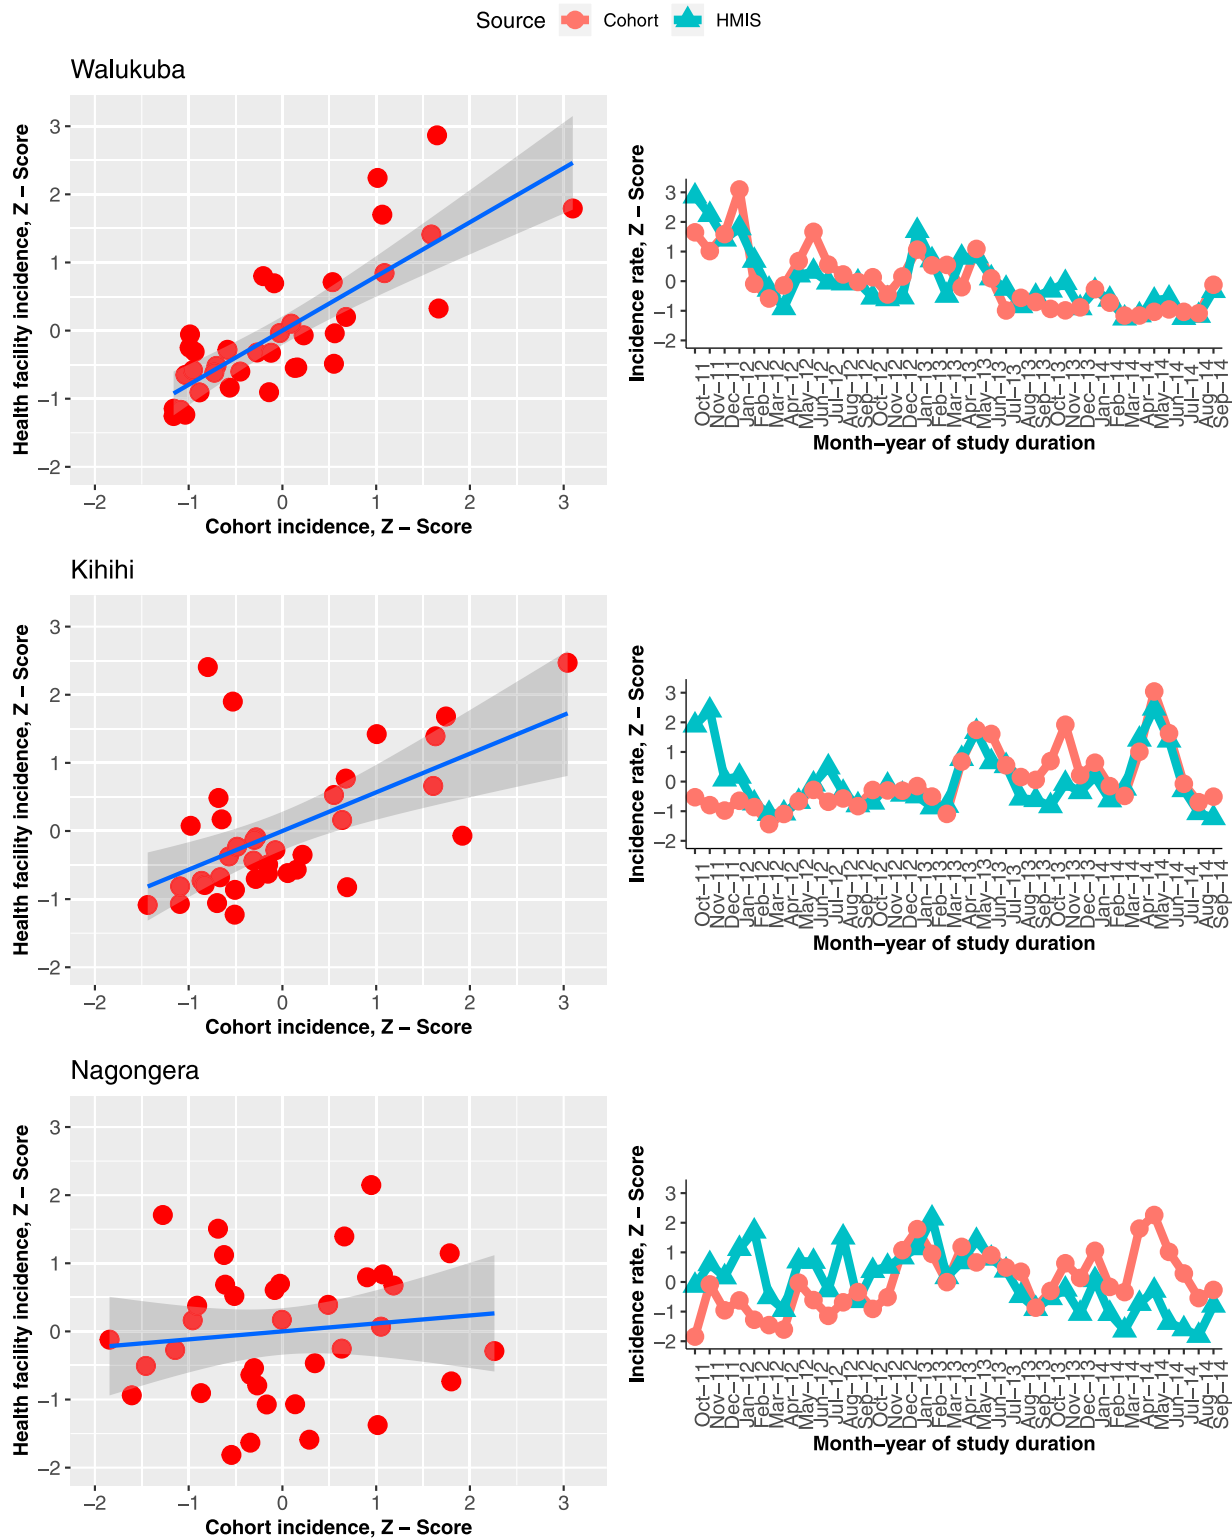 Source Cohort HMIS
Walukuba
Health facility incidence, Z − Score
3
2
1
0
−1
−2
−2 −1 0 1 2 3
Cohort incidence, Z − Score
Incidence rate, Z − Score
3
2
1
0
−1
−2
Oct−11 Nov−11 Dec−11 Jan−12 Feb−12 Mar−12 Apr−12 May−12 Jun−12 Jul−12 Aug−12 Sep−12 Oct−12 Nov−12 Dec−12 Jan−13 Feb−13 Mar−13 Apr−13 May−13 Jun−13 Jul−13 Aug−13 Sep−13 Oct−13 Nov−13 Dec−13 Jan−14 Feb−14 Mar−14 Apr−14 May−14 Jun−14 Jul−14 Aug−14 Sep−14
Month−year of study duration
Kihihi
Health facility incidence, Z − Score
3
2
1
0
−1
−2
−2 −1 0 1 2 3
Cohort incidence, Z − Score
Incidence rate, Z − Score
3
2
1
0
−1
−2
Oct−11 Nov−11 Dec−11 Jan−12 Feb−12 Mar−12 Apr−12 May−12 Jun−12 Jul−12 Aug−12 Sep−12 Oct−12 Nov−12 Dec−12 Jan−13 Feb−13 Mar−13 Apr−13 May−13 Jun−13 Jul−13 Aug−13 Sep−13 Oct−13 Nov−13 Dec−13 Jan−14 Feb−14 Mar−14 Apr−14 May−14 Jun−14 Jul−14 Aug−14 Sep−14
Month−year of study duration
Nagongera
Health facility incidence, Z − Score
3
2
1
0
−1
−2
−2 −1 0 1 2 3
Cohort incidence, Z − Score
Incidence rate, Z − Score
3
2
1
0
−1
−2
Oct−11 Nov−11 Dec−11 Jan−12 Feb−12 Mar−12 Apr−12 May−12 Jun−12 Jul−12 Aug−12 Sep−12 Oct−12 Nov−12 Dec−12 Jan−13 Feb−13 Mar−13 Apr−13 May−13 Jun−13 Jul−13 Aug−13 Sep−13 Oct−13 Nov−13 Dec−13 Jan−14 Feb−14 Mar−14 Apr−14 May−14 Jun−14 Jul−14 Aug−14 Sep−14
Month−year of study duration